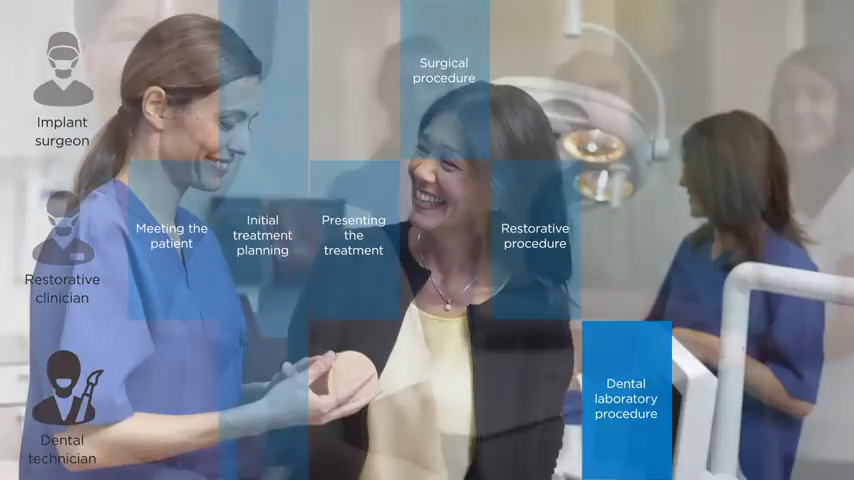 Surgical
procedure
Implant
surgeon
Meeting the
patient
Initial
treatment
planning
Presenting
the
treatment
Restorative
procedure
Restorative
clinician
Dental
laboratory
procedure
Dental
technician